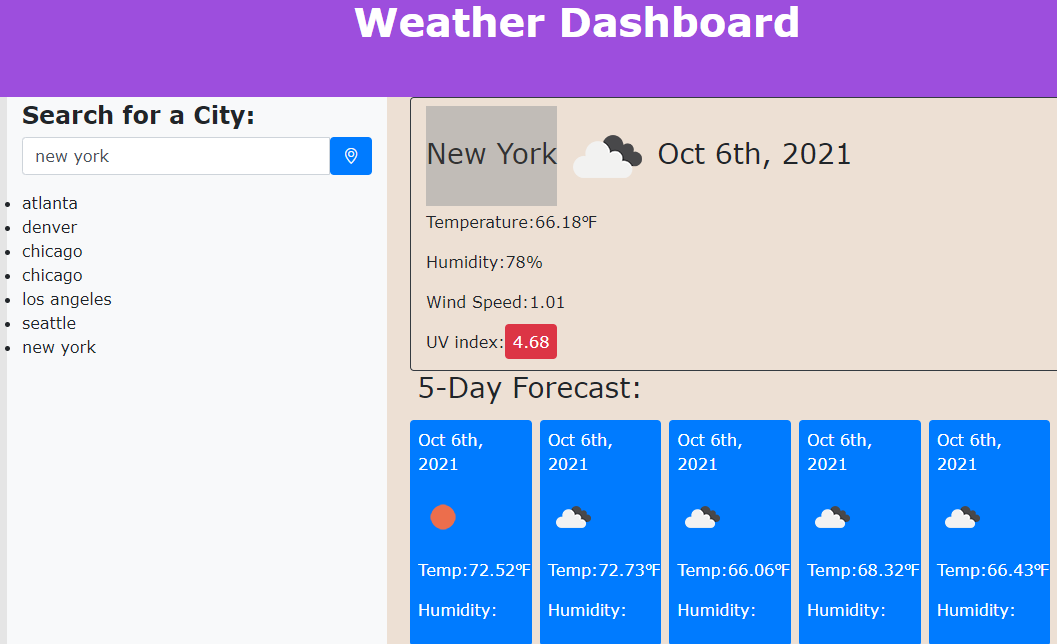 Weather Dashboard
Search for a City:
new york
atlanta
denver
chicago
chicago
los angeles
seattle
new york
New York
Oct 6th, 2021
Temperature:66.18°F
Humidity:78%
Wind Speed:1.01
UV index: 4.68
5-Day Forecast:
Oct 6th,
2021
Temp:72.52°F
Humidity:
Oct 6th,
2021
Temp:72.73°F
Humidity:
Oct 6th,
2021
Temp:66.06°F
Humidity:
Oct 6th,
2021
Temp:68.32°F
Humidity:
Oct 6th,
2021
Temp:66.43°F
Humidity: